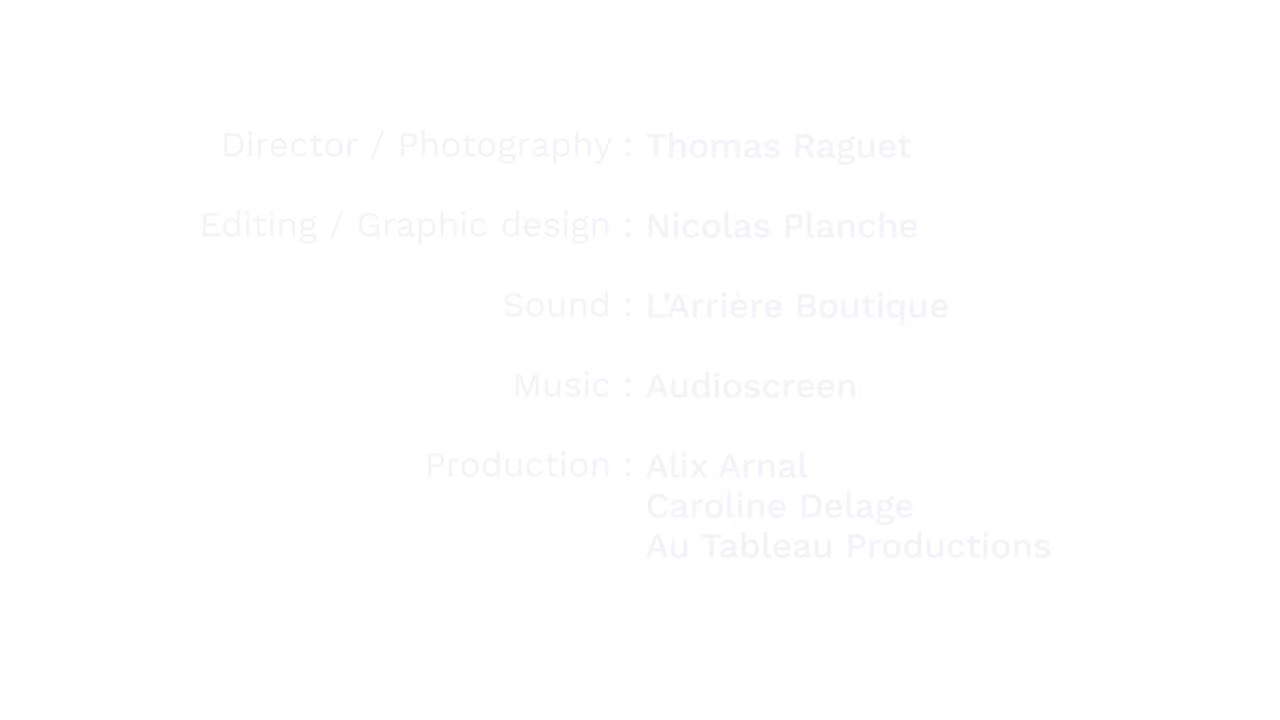 Director / Photography : Thomas Raguet
Editing / Graphic design : Nicolas Planche
Sound : L'Arrière Boutique
Music : Audioscreen
Production : Alix Arnal
Caroline Delage
Au Tableau Productions